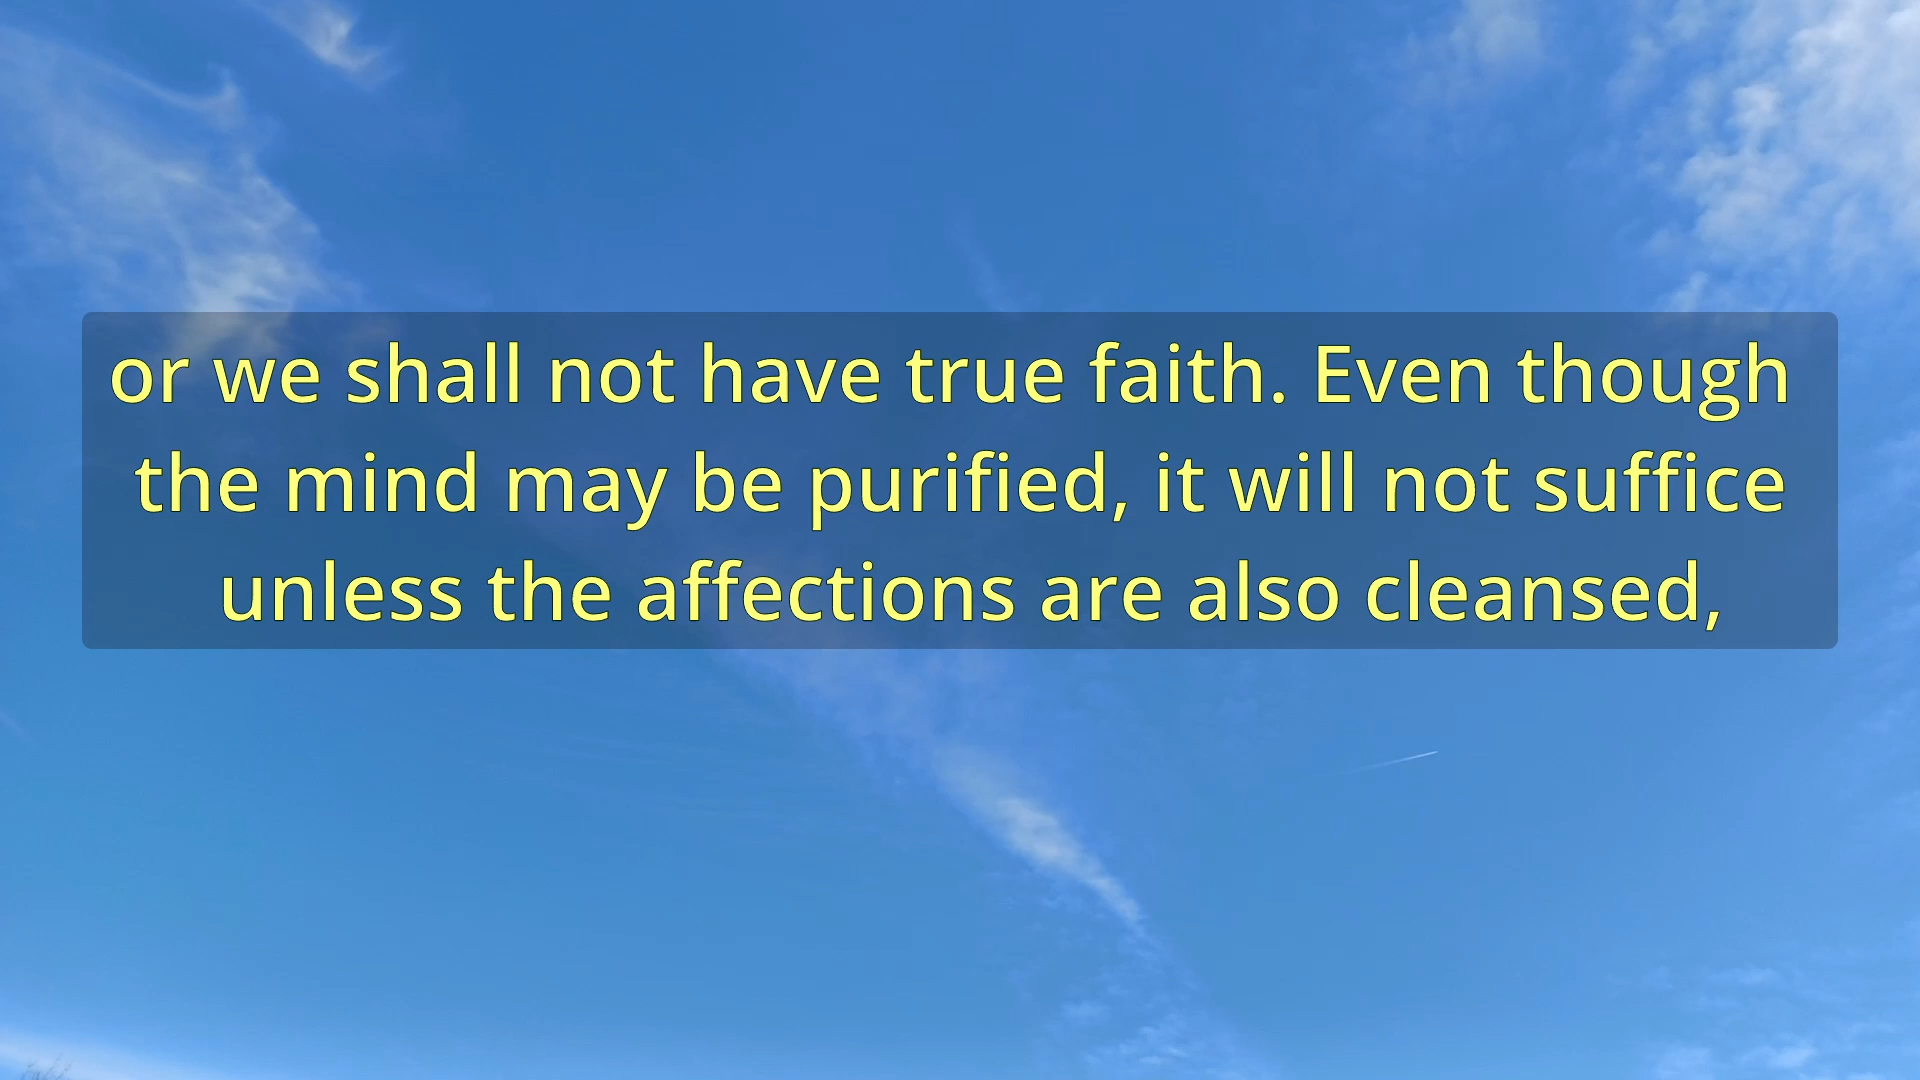 or we shall not have true faith. Even though
the mind may be purified, it will not suffice
unless the affections are also cleansed,